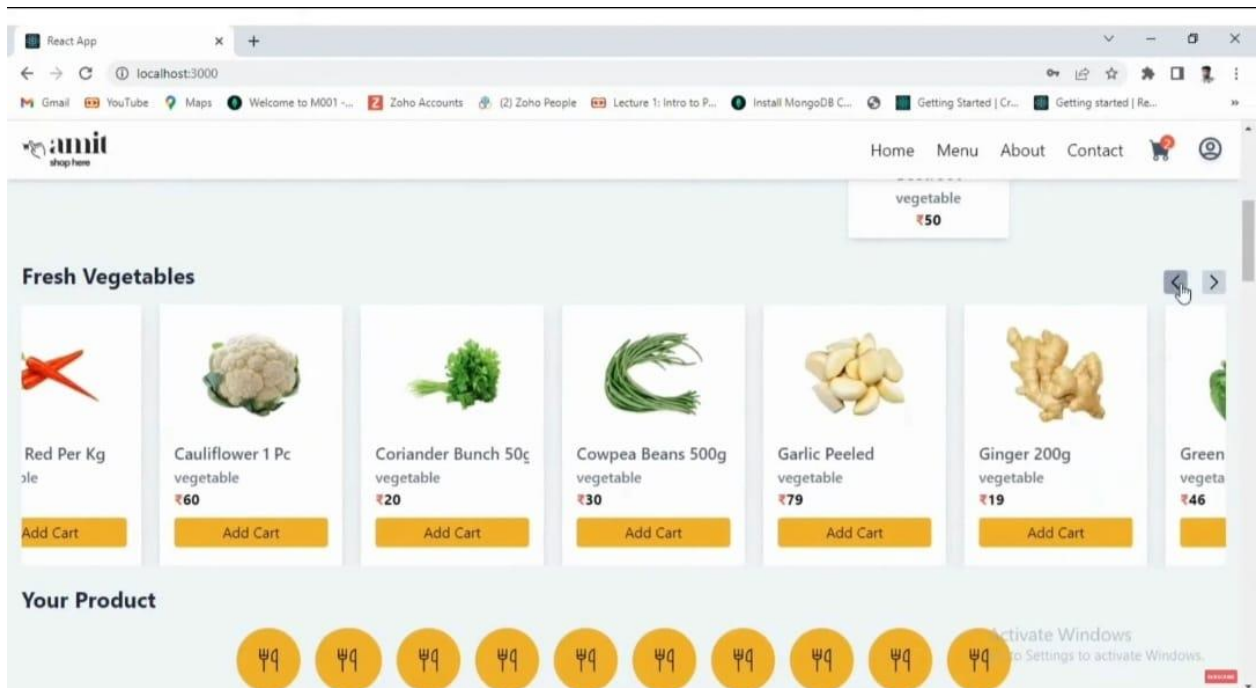 React App
localhost:3000
Gmail YouTube Maps Welcome to M001 -... Zoho Accounts (2) Zoho People Lecture 1: Intro to P... Install MongoDB C... Getting Started | Cr... Getting started | Re...
amit
shop here
Home Menu About Contact 2
vegetable
₹50
Fresh Vegetables
Red Per Kg Cauliflower 1 Pc Coriander Bunch 50g Cowpea Beans 500g Garlic Peeled Ginger 200g Green
ble vegetable vegetable vegetable vegetable vegetable vegeta
₹60 ₹20 ₹30 ₹79 ₹19 ₹46
Add Cart Add Cart Add Cart Add Cart Add Cart Add Cart
Your Product
Activate Windows
to Settings to activate Windows.
SUBSCRIBE